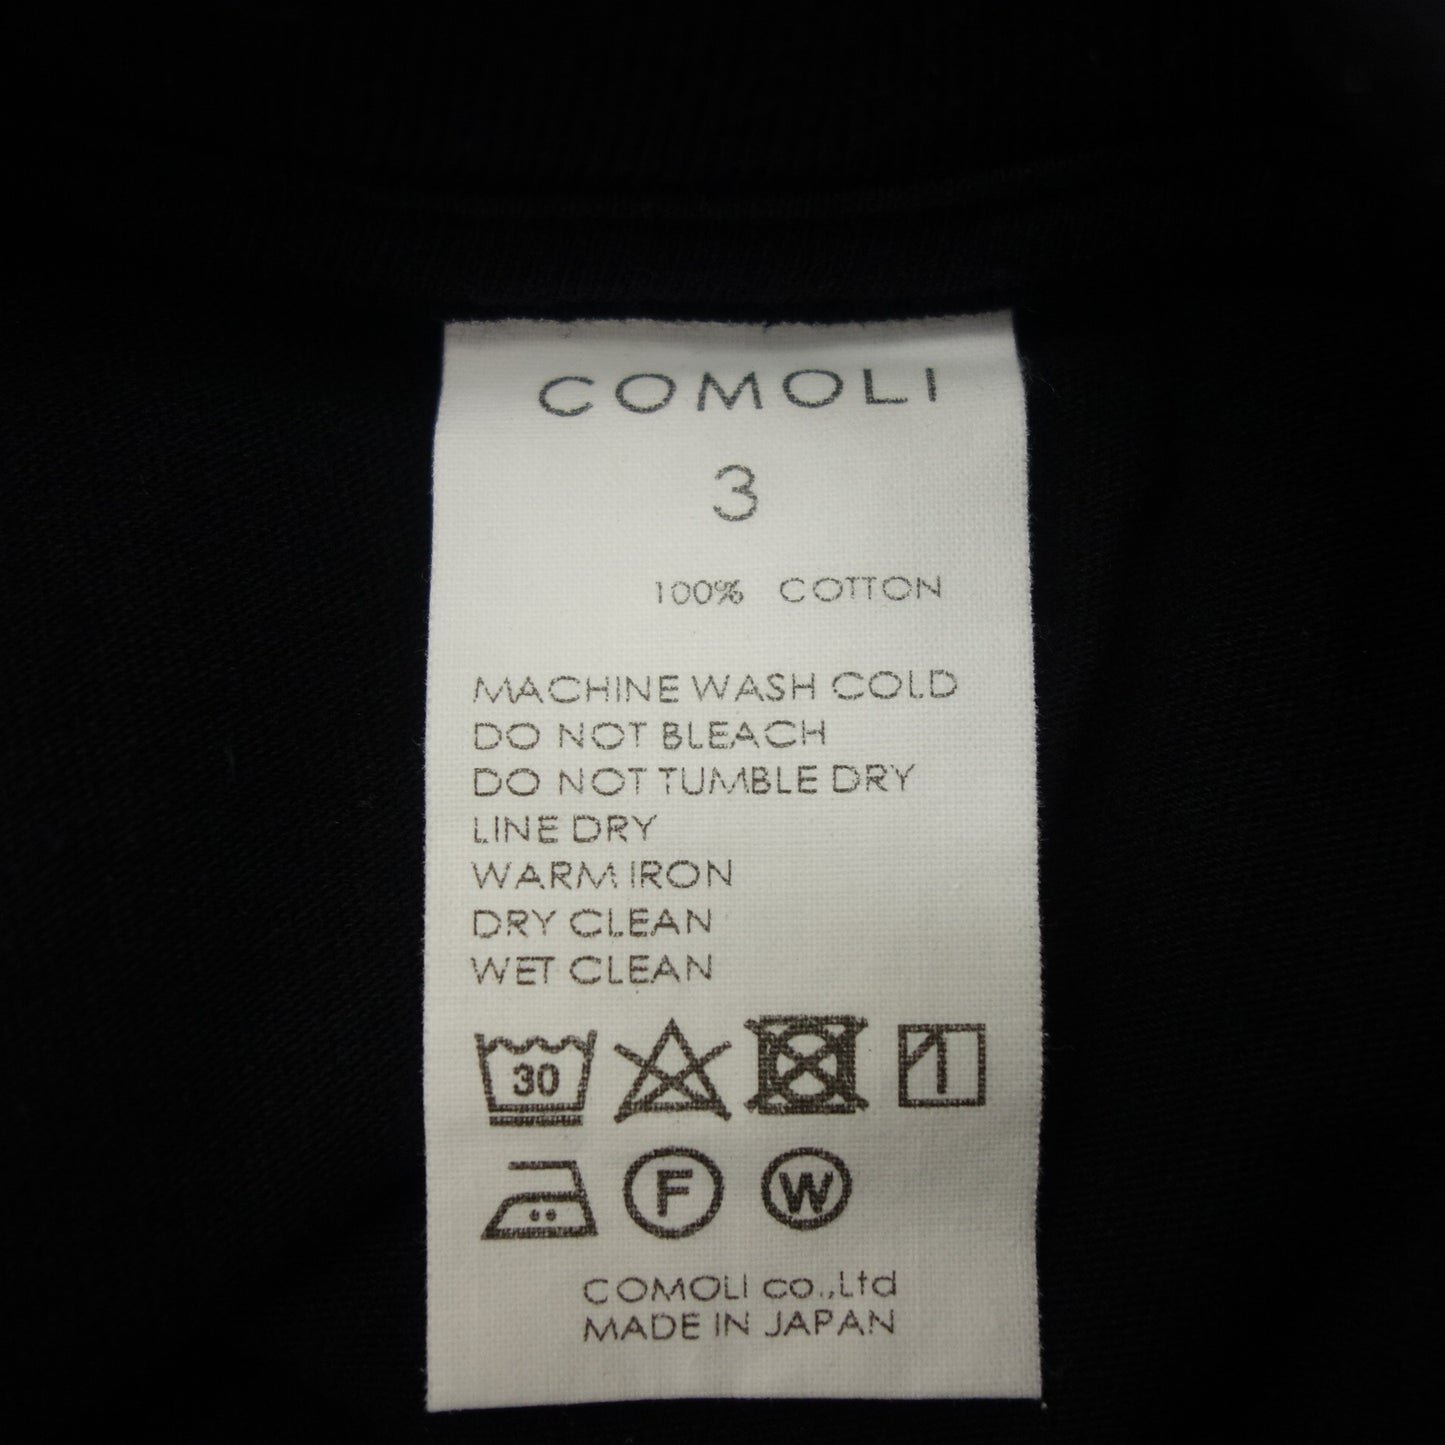 COMOLI
3
100% COTTON
MACHINE WASH COLD
DO NOT BLEACH
DO NOT TUMBLE DRY
LINE DRY
WARM IRON
DRY CLEAN
WET CLEAN
30
F W
COMOLI co.,Ltd
MADE IN JAPAN